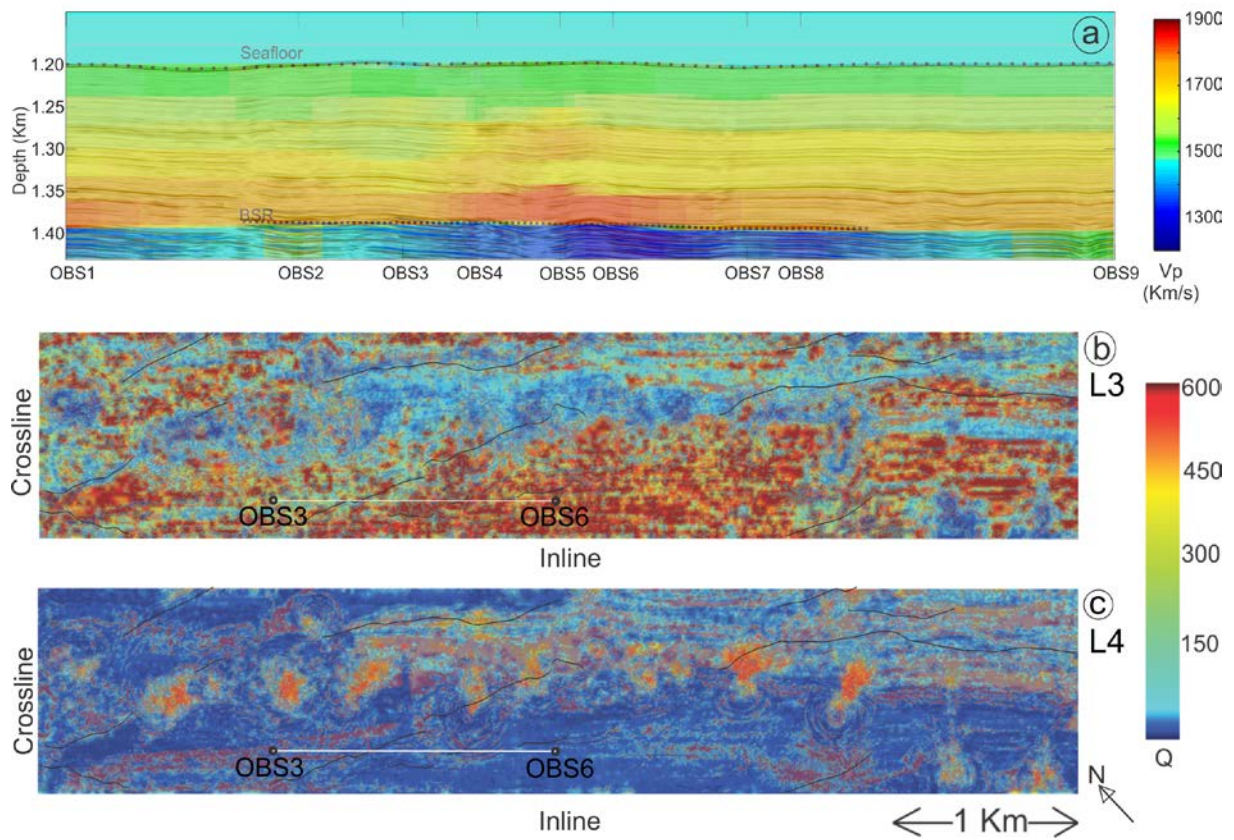 Seafloor
a
1900
1.20
1.25
1700
Depth (Km)
1.30
1500
1.35
BSR
1300
1.40
OBS1 OBS2 OBS3 OBS4 OBS5 OBS6 OBS7 OBS8 OBS9
Vp
(Km/s)
b
L3
Crossline
OBS3 OBS6
Inline
600
450
300
150
Q
c
L4
Crossline
OBS3 OBS6
Inline
N
1 Km